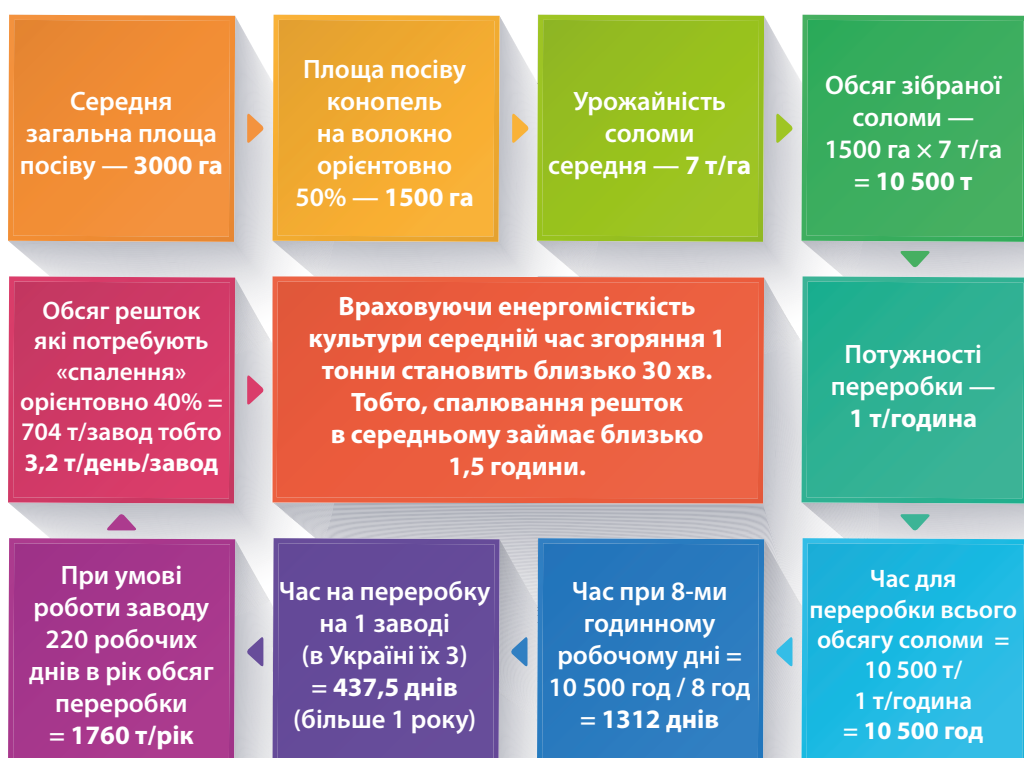 Середня
загальна площа
посіву — 3000 га
Площа посіву
конопель
на волокно
орієнтовно
50% — 1500 га
Урожайність
соломи
середня — 7 т/га
Обсяг зібраної
соломи —
1500 га × 7 т/га
= 10 500 т
Потужності
переробки —
1 т/година
Час для
переробки всього
обсягу соломи =
10 500 т/
1 т/година
= 10 500 год
Час при 8-ми
годинному
робочому дні =
10 500 год / 8 год
= 1312 днів
Час на переробку
на 1 заводі
(в Україні їх 3)
= 437,5 днів
(більше 1 року)
При умові
роботи заводу
220 робочих
днів в рік обсяг
переробки
= 1760 т/рік
Обсяг решток
які потребують
«спалення»
орієнтовно 40% =
704 т/завод тобто
3,2 т/день/завод
Враховуючи енергомісткість
культури середній час згоряння 1
тонни становить близько 30 хв.
Тобто, спалювання решток
в середньому займає близько
1,5 години.